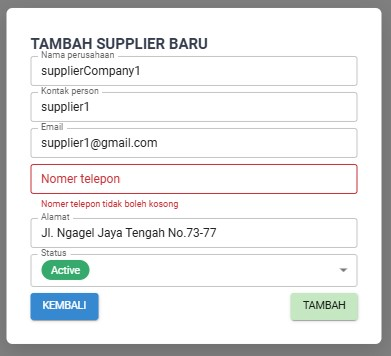 TAMBAH SUPPLIER BARU
Nama perusahaan
supplierCompany1
Kontak person
supplier1
Email
supplier1@gmail.com
Nomer telepon
Nomer telepon tidak boleh kosong
Alamat
Jl. Ngagel Jaya Tengah No.73-77
Status
Active
KEMBALI
TAMBAH